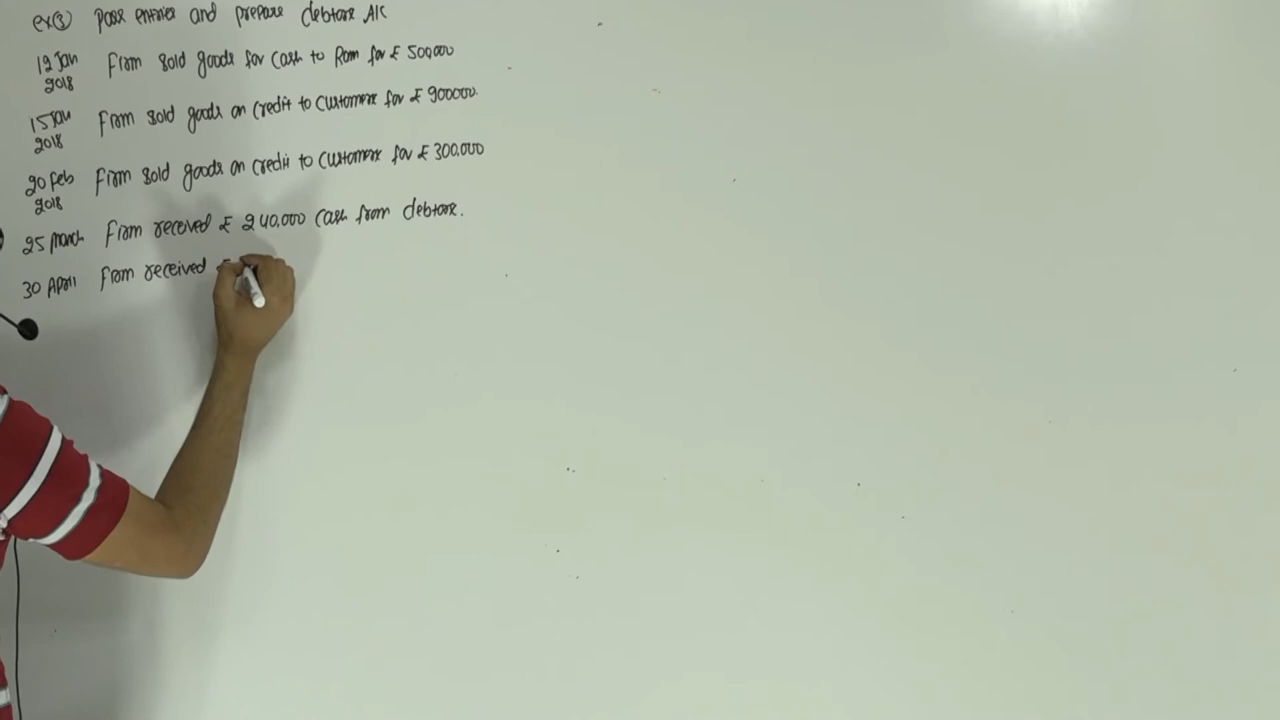 ex③ Pass entries and prepare debtors A/C
12 Jan 2018 Firm sold goods for cash to Ram for ₹ 500,000
15 Jan 2018 Firm sold goods on credit to customers for ₹ 900000.
20 Feb 2018 Firm sold goods on credit to customers for ₹ 300,000
25 March Firm received ₹ 240,000 cash from debtors.
30 April Firm received ₹